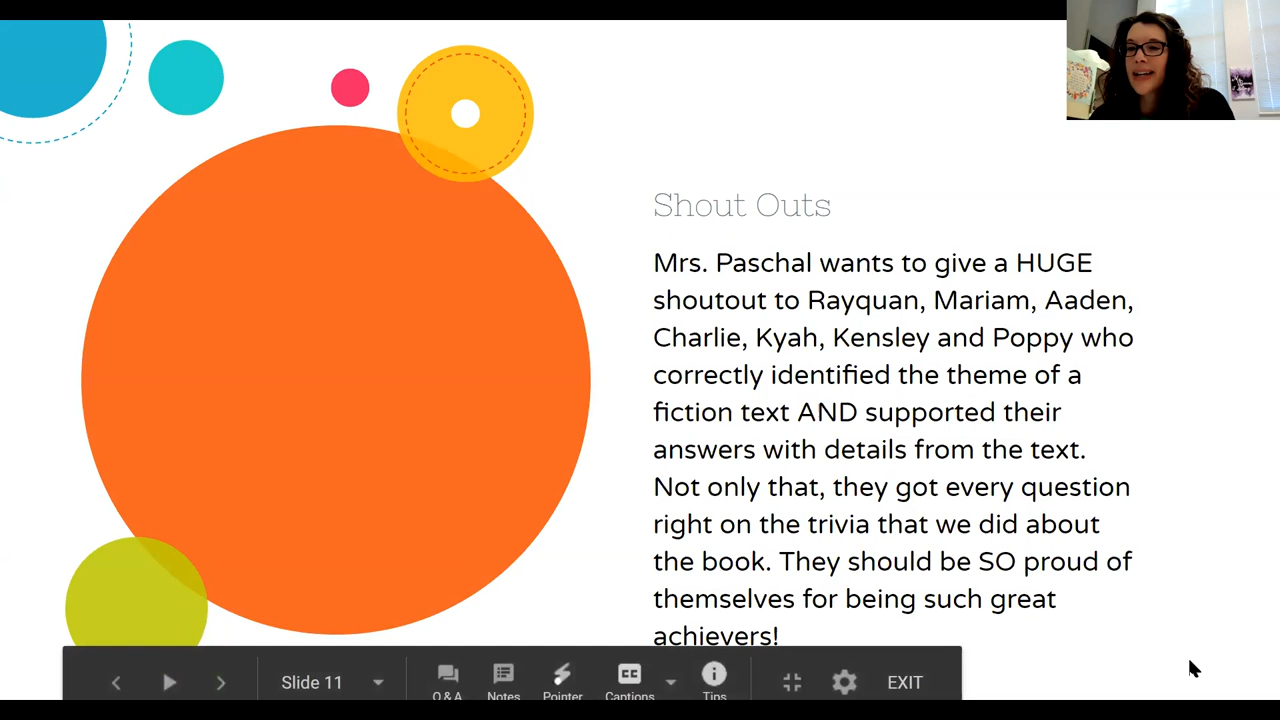 Shout Outs
Mrs. Paschal wants to give a HUGE
shoutout to Rayquan, Mariam, Aaden,
Charlie, Kyah, Kensley and Poppy who
correctly identified the theme of a
fiction text AND supported their
answers with details from the text.
Not only that, they got every question
right on the trivia that we did about
the book. They should be SO proud of
themselves for being such great
achievers!
Slide 11
Q & A
Notes
Pointer
CC
Captions
Tips
EXIT